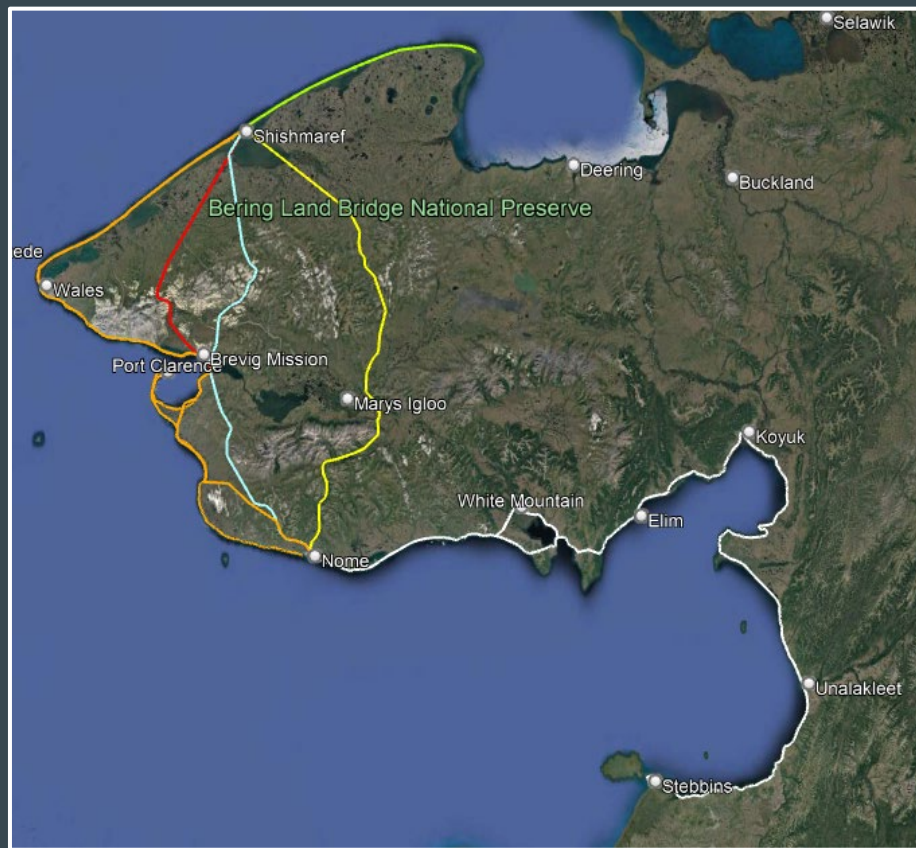 Selawik
Shishmaref
Deering
Buckland
Bering Land Bridge National Preserve
ede
Wales
Brevig Mission
Port Clarence
Marys Igloo
Koyuk
White Mountain
Elim
Nome
Unalakleet
Stebbins